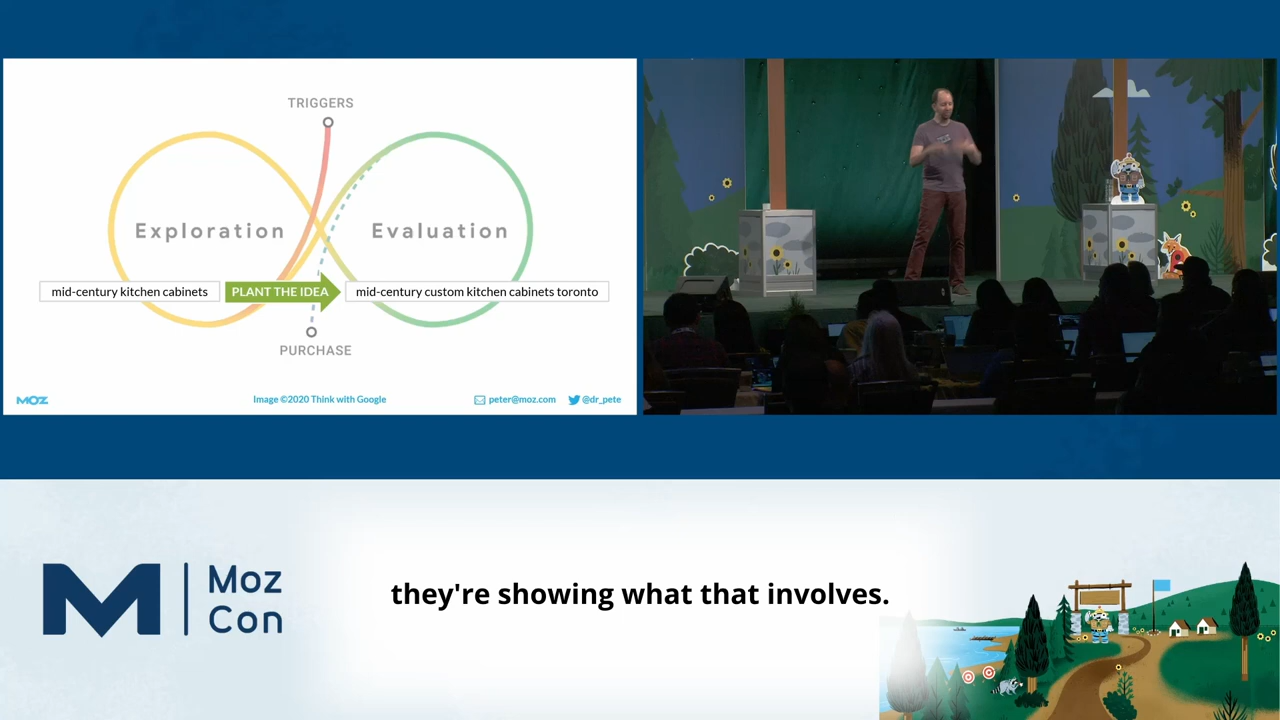 TRIGGERS
Exploration
Evaluation
mid-century kitchen cabinets
PLANT THE IDEA
mid-century custom kitchen cabinets toronto
PURCHASE
MOZ
Image ©2020 Think with Google
peter@moz.com
@dr_pete
they're showing what that involves.
M
Moz
Con